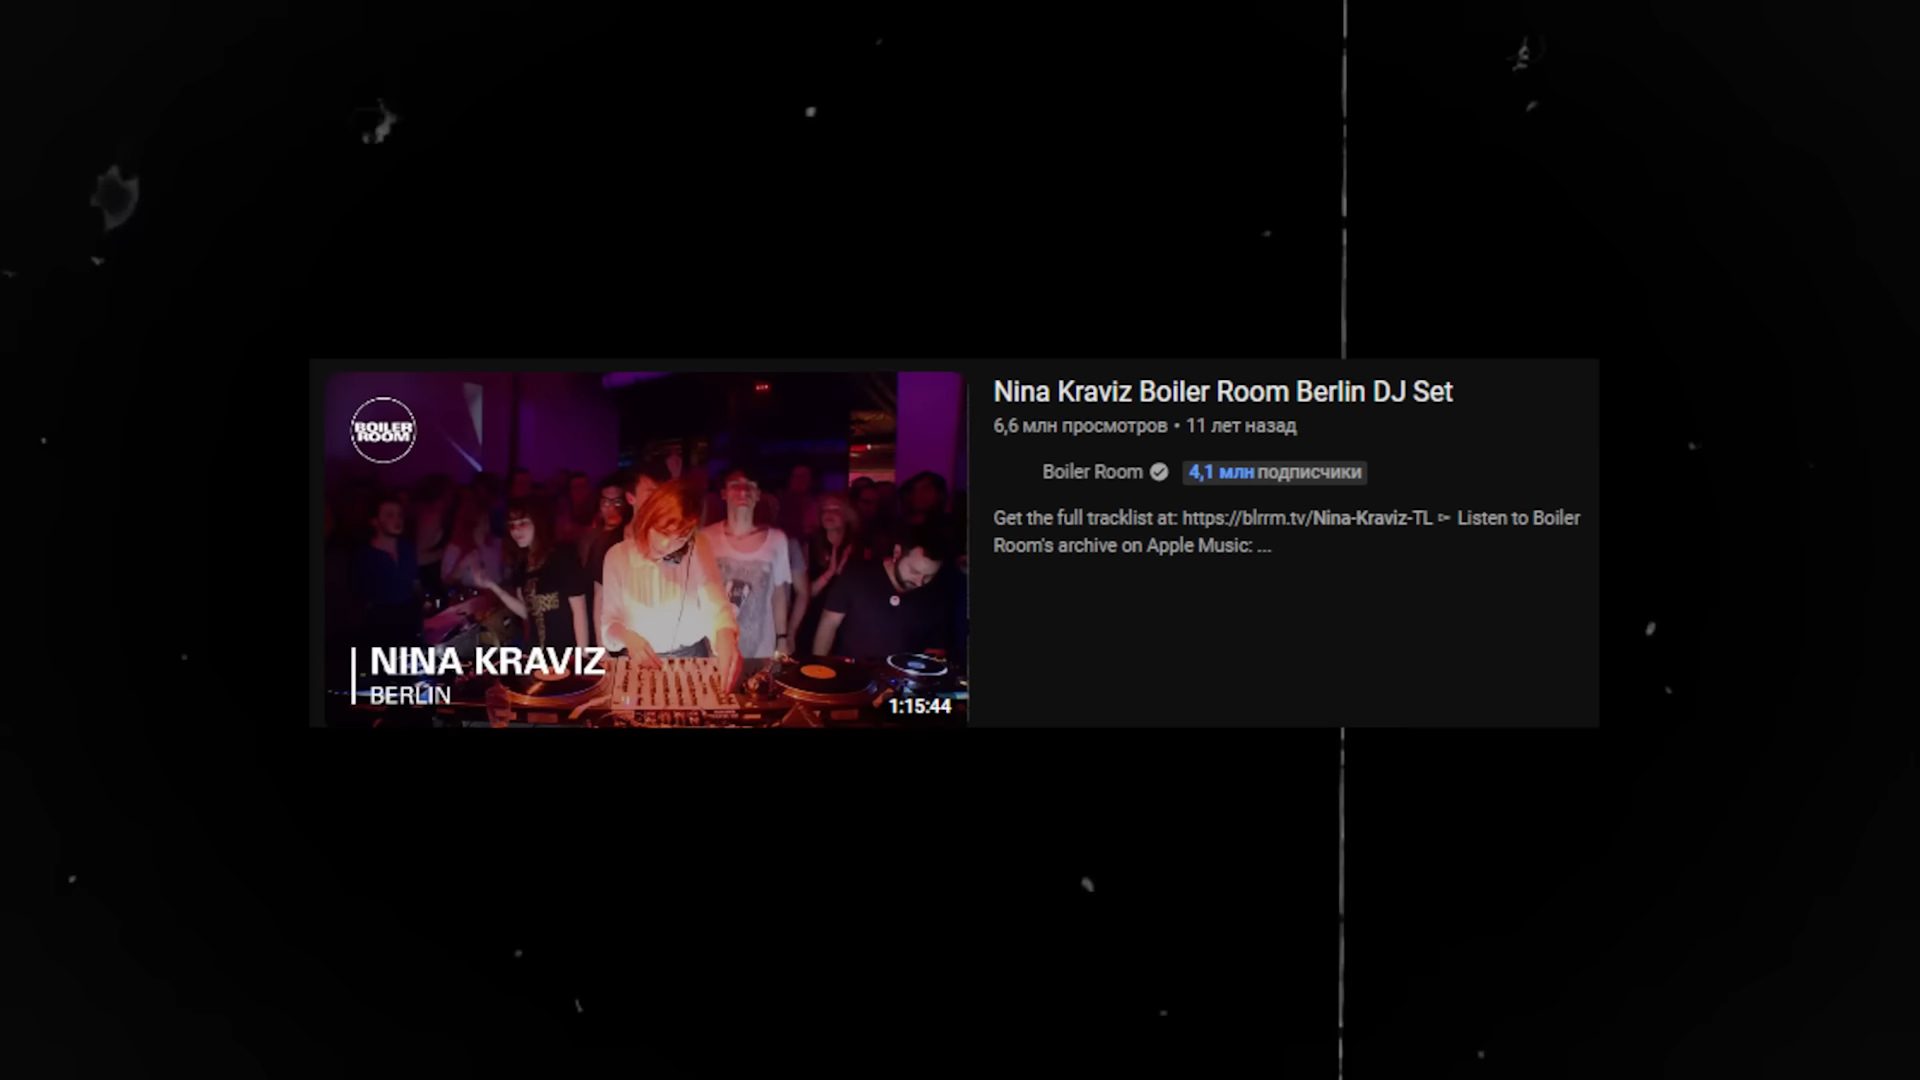 BOILER
ROOM
NINA KRAVIZ
BERLIN
1:15:44
Nina Kraviz Boiler Room Berlin DJ Set
6,6 млн просмотров • 11 лет назад
Boiler Room 4,1 млн подписчики
Get the full tracklist at: https://blrrm.tv/Nina-Kraviz-TL ⌲ Listen to Boiler
Room's archive on Apple Music: ...